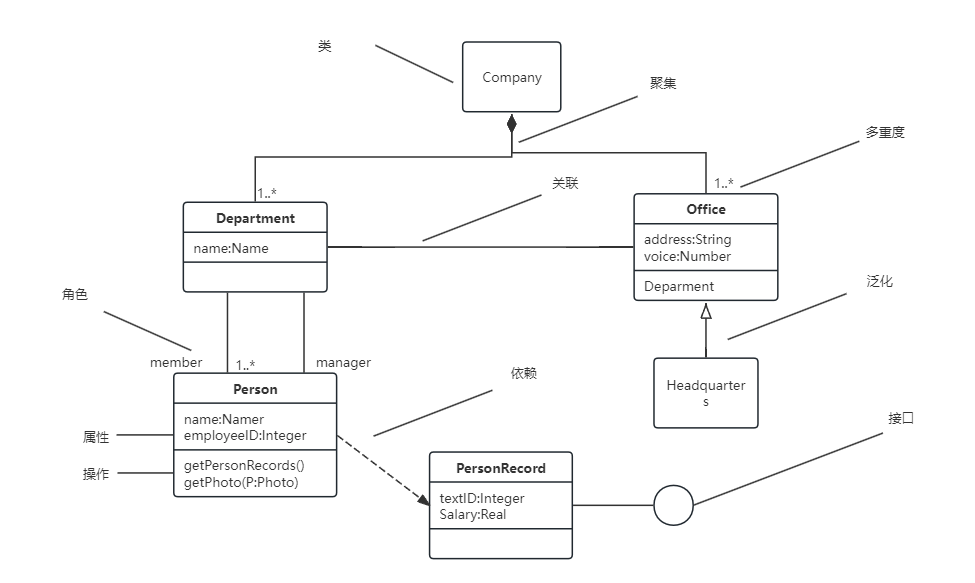 类
Company
聚集
多重度
1..*
1..*
关联
Department
name:Name
Office
address:String
voice:Number
Deparment
角色
泛化
member
1..*
manager
依赖
Headquarter
s
Person
name:Namer
employeeID:Integer
属性
接口
getPersonRecords()
getPhoto(P:Photo)
操作
PersonRecord
textID:Integer
Salary:Real